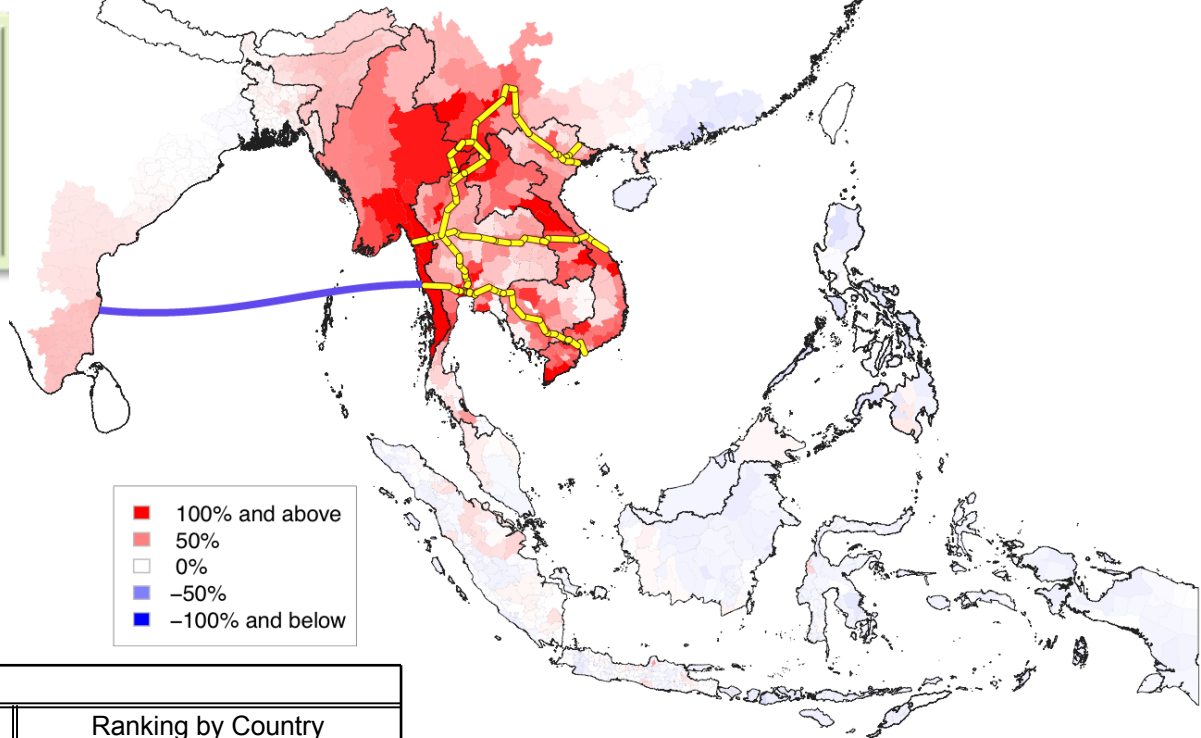 100% and above
50%
0%
−50%
−100% and below
Ranking by Country